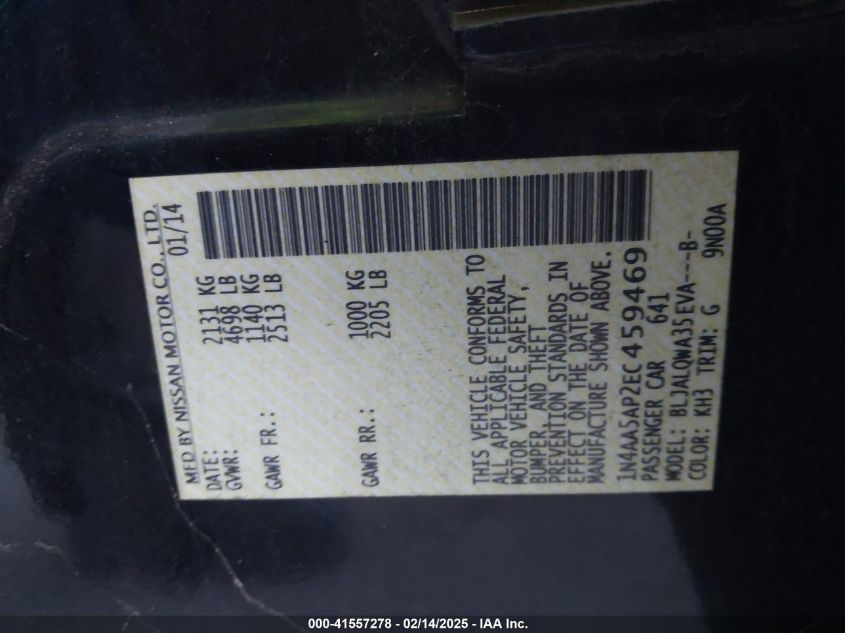 MFD BY NISSAN MOTOR CO., LTD.
DATE: 01/14
GVWR: 2131 KG
4698 LB
GAWR FR.: 1140 KG
2513 LB
GAWR RR.: 1000 KG
2205 LB
THIS VEHICLE CONFORMS TO
ALL APPLICABLE FEDERAL
MOTOR VEHICLE SAFETY,
BUMPER, AND THEFT
PREVENTION STANDARDS IN
EFFECT ON THE DATE OF
MANUFACTURE SHOWN ABOVE.
1N4AA5AP2EC459469
PASSENGER CAR 641
MODEL: BLJALQWA35EVA---B-
COLOR: KH3 TRIM: G 9N00A
000-41557278 - 02/14/2025 - IAA Inc.